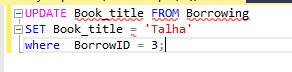 UPDATE Book_title FROM Borrowing
SET Book_title = 'Talha'
where  BorrowID = 3;